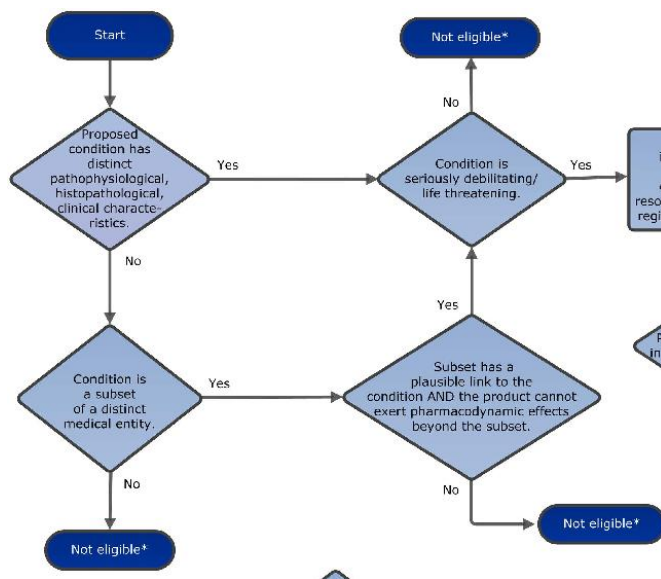 Start
Not eligible*
No
Proposed
condition has
distinct
pathophysiological,
histopathological,
clinical characte-
ristics.
Yes
Condition is
seriously debilitating/
life threatening.
Yes
No
Yes
Condition is
a subset
of a distinct
medical entity.
Yes
Subset has a
plausible link to the
condition AND the product cannot
exert pharmacodynamic effects
beyond the subset.
No
No
Not eligible*
Not eligible*